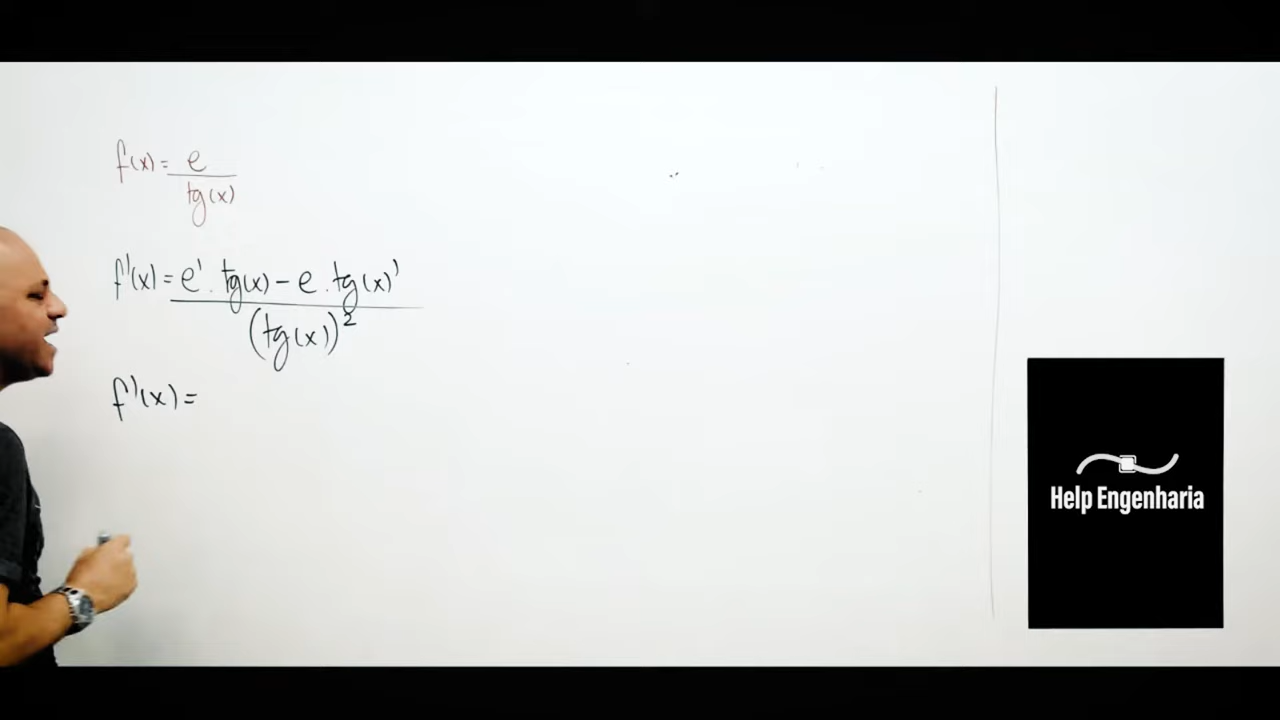 f(x) = e
tg(x)
f'(x) = e' . tg(x) - e . tg(x)'
(tg(x))²
f'(x) =
Help Engenharia